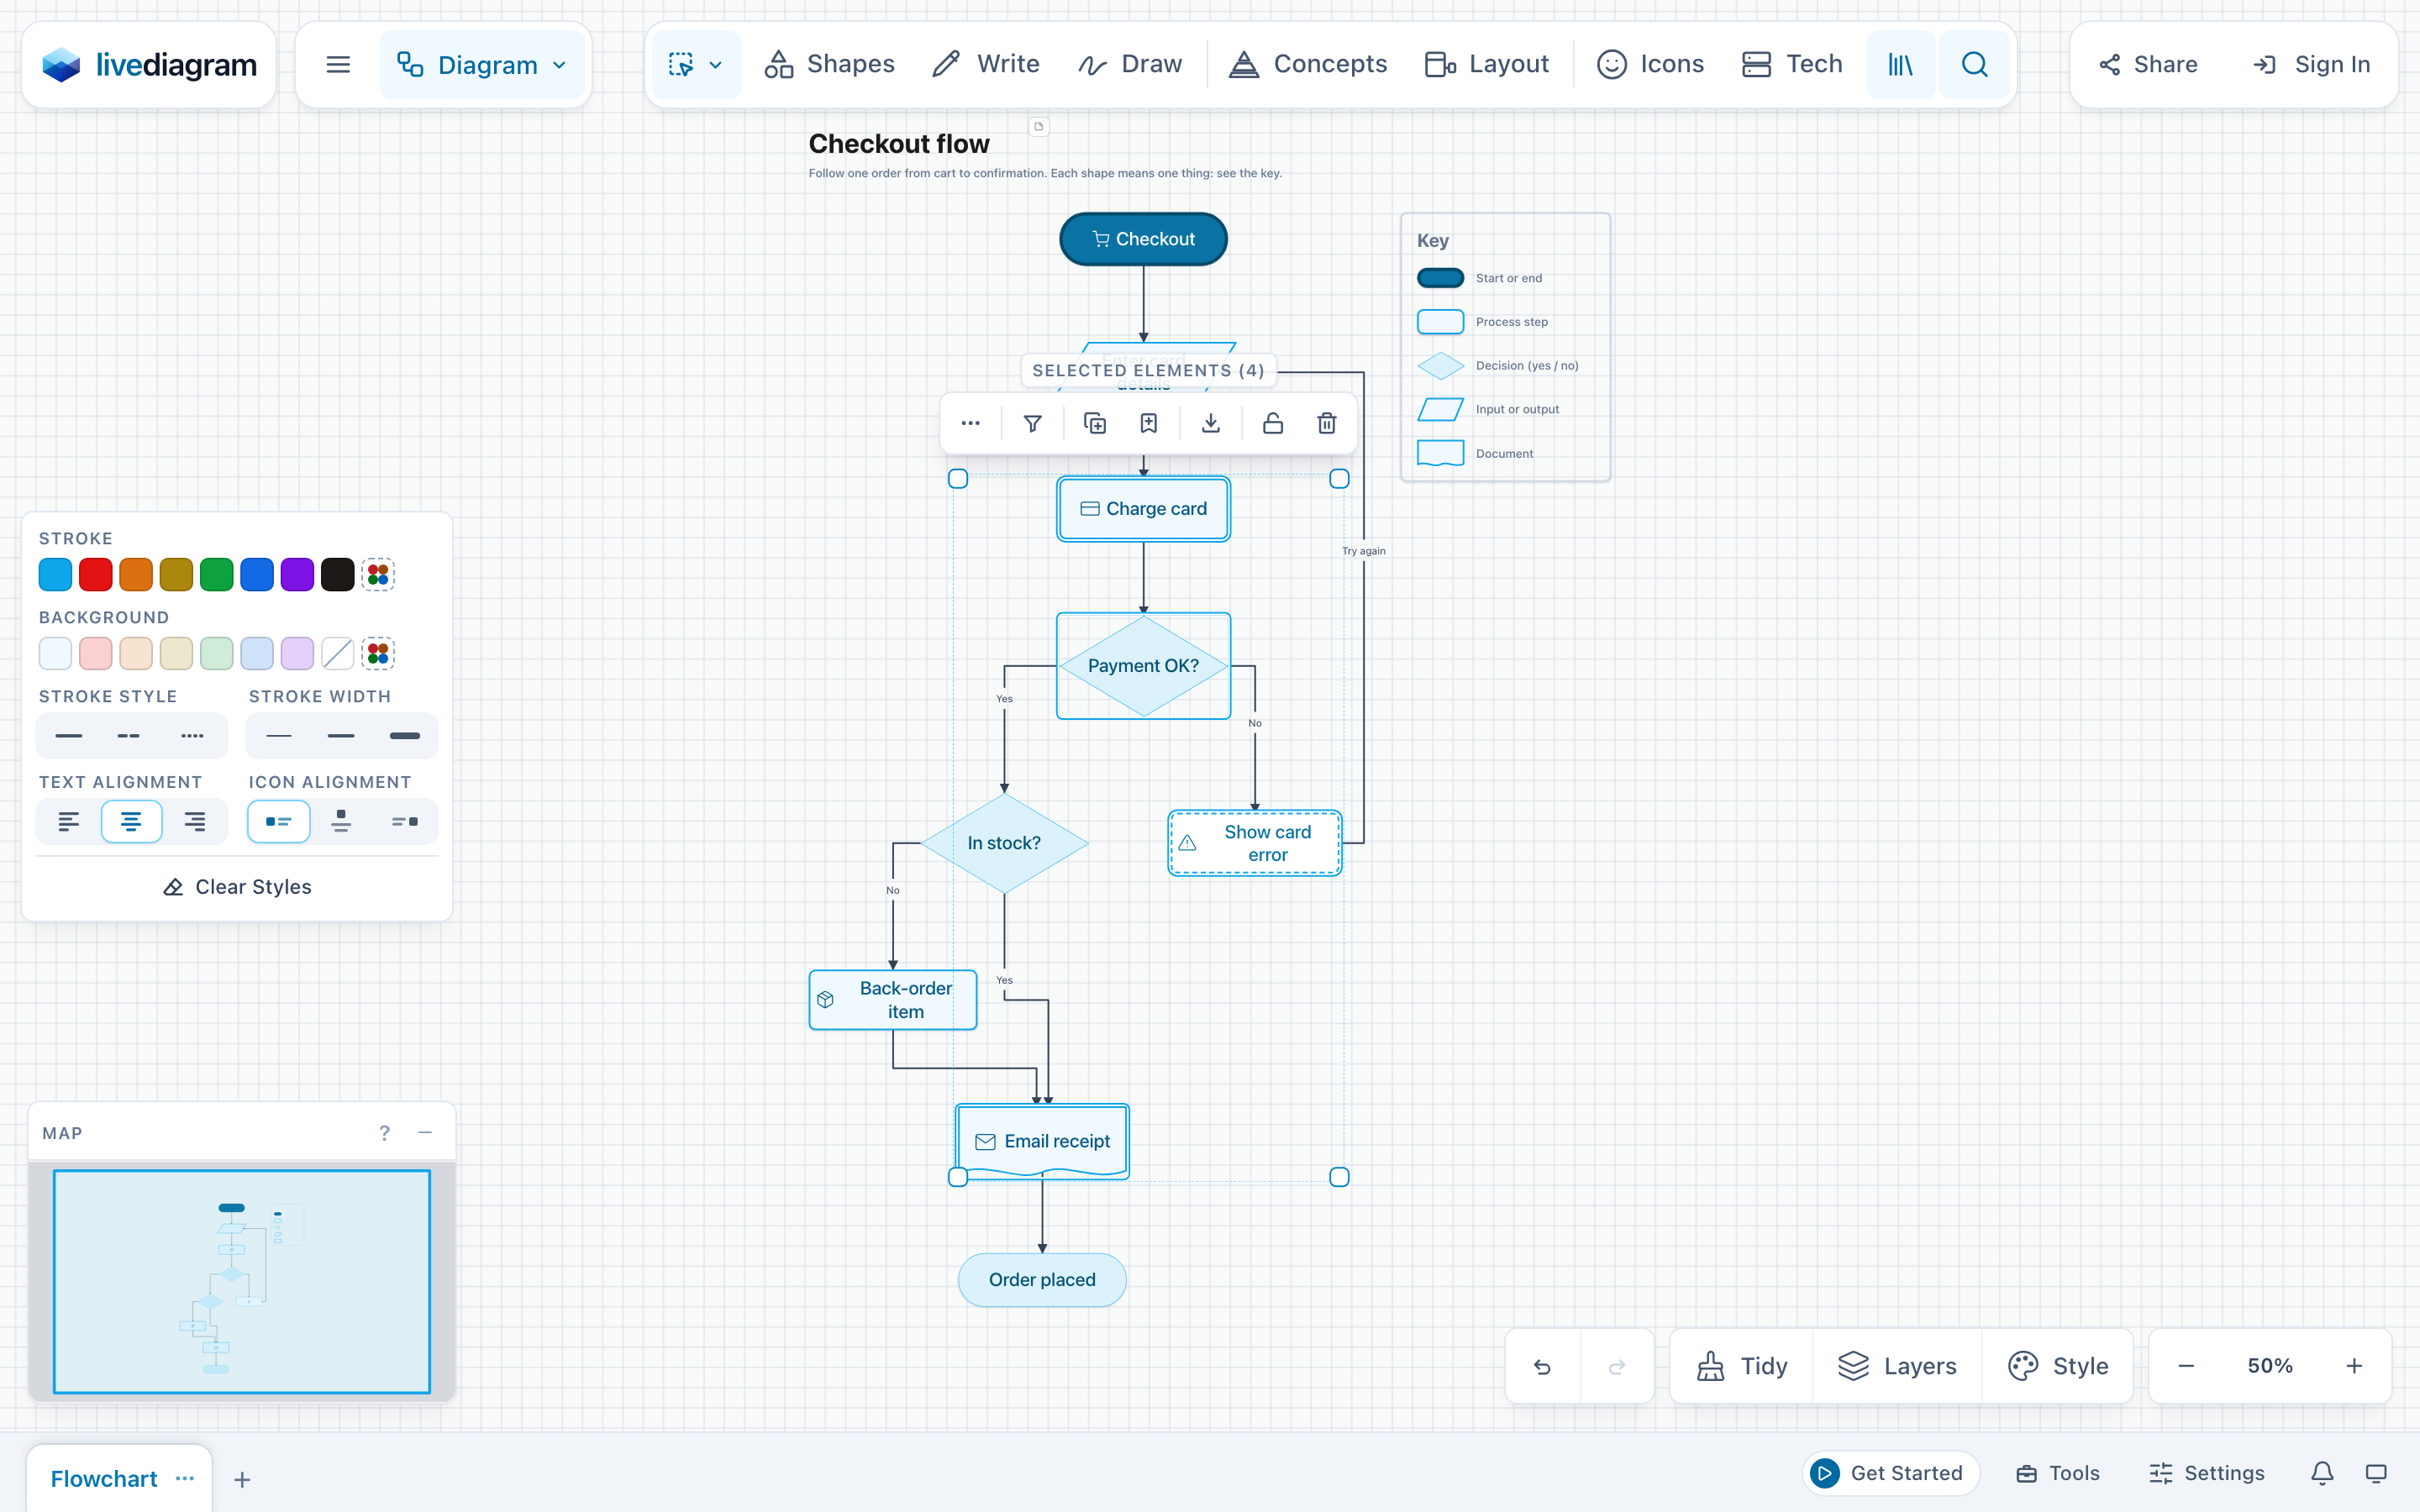 livediagram
Diagram
Shapes
Write
Draw
Concepts
Layout
Icons
Tech
Share
Sign In
Checkout flow
Follow one order from cart to confirmation. Each shape means one thing: see the key.
Checkout
Enter card
details
SELECTED ELEMENTS (4)
Key
Start or end
Process step
Decision (yes / no)
Input or output
Document
Charge card
Try again
Payment OK?
Yes
No
In stock?
Show card
error
No
Yes
Back-order
item
Email receipt
Order placed
STROKE
BACKGROUND
STROKE STYLE
STROKE WIDTH
TEXT ALIGNMENT
ICON ALIGNMENT
Clear Styles
MAP
?
Tidy
Layers
Style
50%
Flowchart
Get Started
Tools
Settings